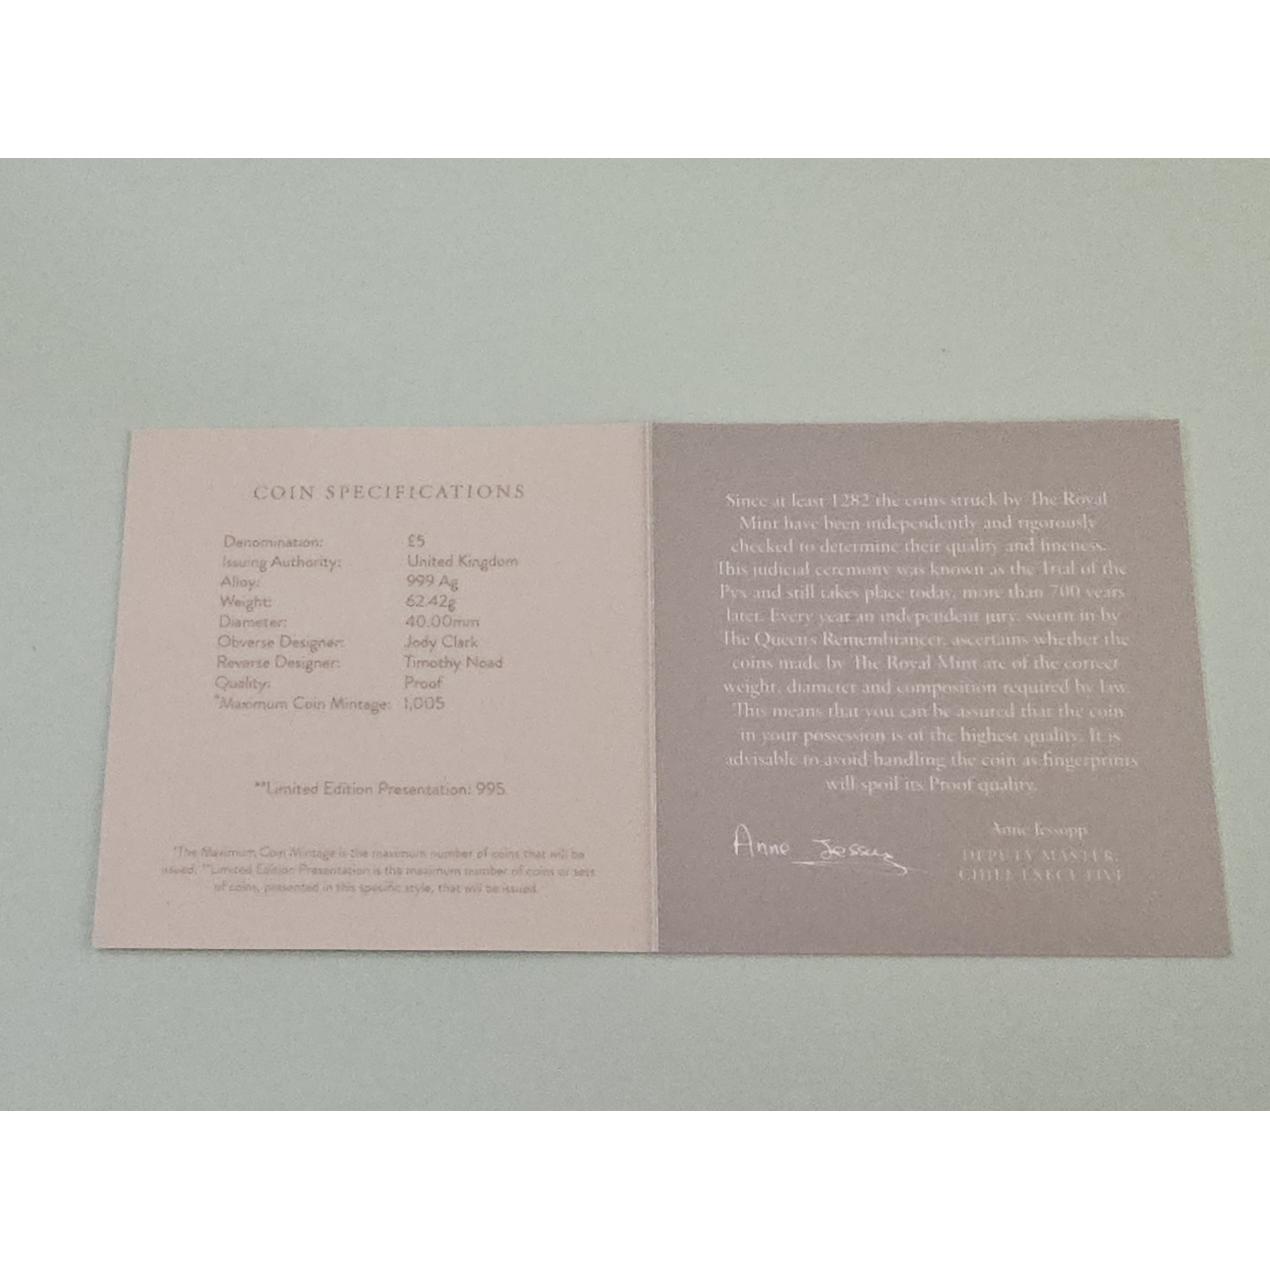 COIN SPECIFICATIONS
Denomination: £5
Issuing Authority: United Kingdom
Alloy: 999 Ag
Weight: 62.42g
Diameter: 40.00mm
Obverse Designer: Jody Clark
Reverse Designer: Timothy Noad
Quality: Proof
*Maximum Coin Mintage: 1,005
**Limited Edition Presentation: 995
*The Maximum Coin Mintage is the maximum number of coins that will be
issued. **Limited Edition Presentation is the maximum number of coins or sets
of coins, presented in this specific style, that will be issued.
Since at least 1282 the coins struck by The Royal
Mint have been independently and rigorously
checked to determine their quality and fineness.
This judicial ceremony was known as the Trial of the
Pyx and still takes place today, more than 700 years
later. Every year an independent jury, sworn in by
The Queen's Remembrancer, ascertains whether the
coins made by The Royal Mint are of the correct
weight, diameter and composition required by law.
This means that you can be assured that the coin
in your possession is of the highest quality. It is
advisable to avoid handling the coin as fingerprints
will spoil its Proof quality.
Anne Jessopp
Anne Jessopp
DEPUTY MASTER,
CHIEF EXECUTIVE